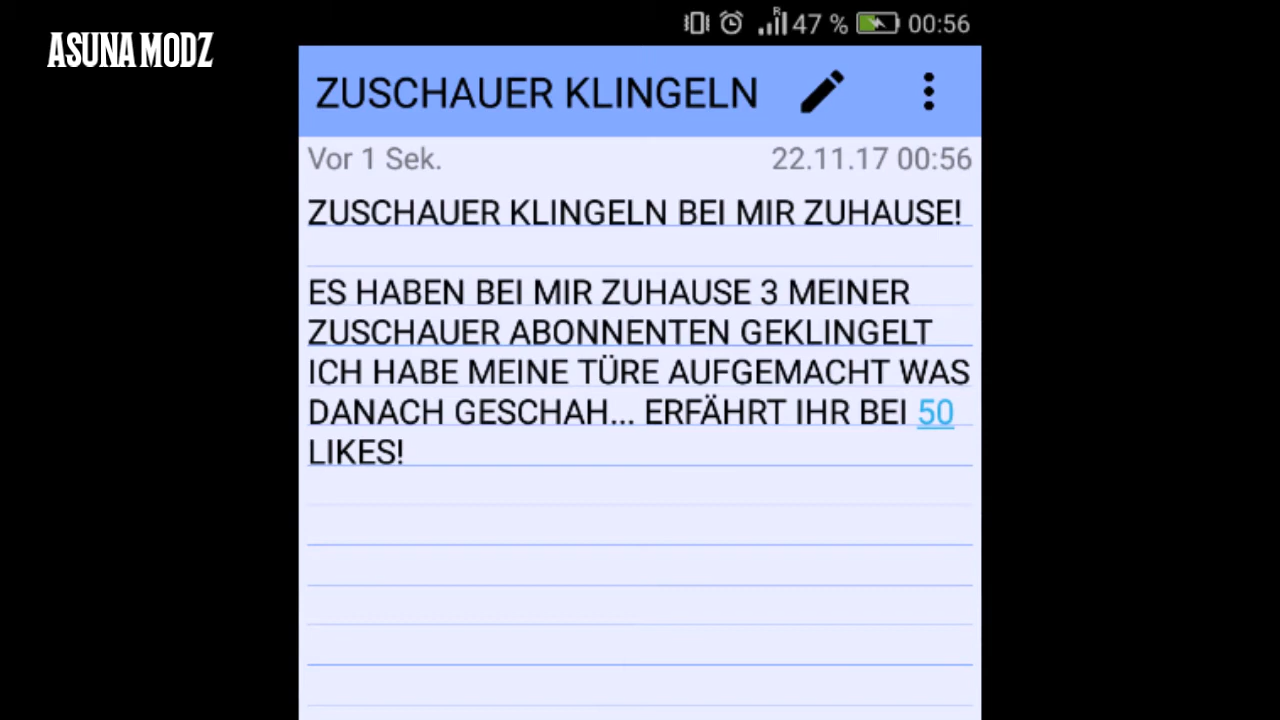 R
47 % 00:56
ASUNA MODZ
ZUSCHAUER KLINGELN
Vor 1 Sek. 22.11.17 00:56
ZUSCHAUER KLINGELN BEI MIR ZUHAUSE!
ES HABEN BEI MIR ZUHAUSE 3 MEINER
ZUSCHAUER ABONNENTEN GEKLINGELT
ICH HABE MEINE TÜRE AUFGEMACHT WAS
DANACH GESCHAH... ERFÄHRT IHR BEI 50
LIKES!